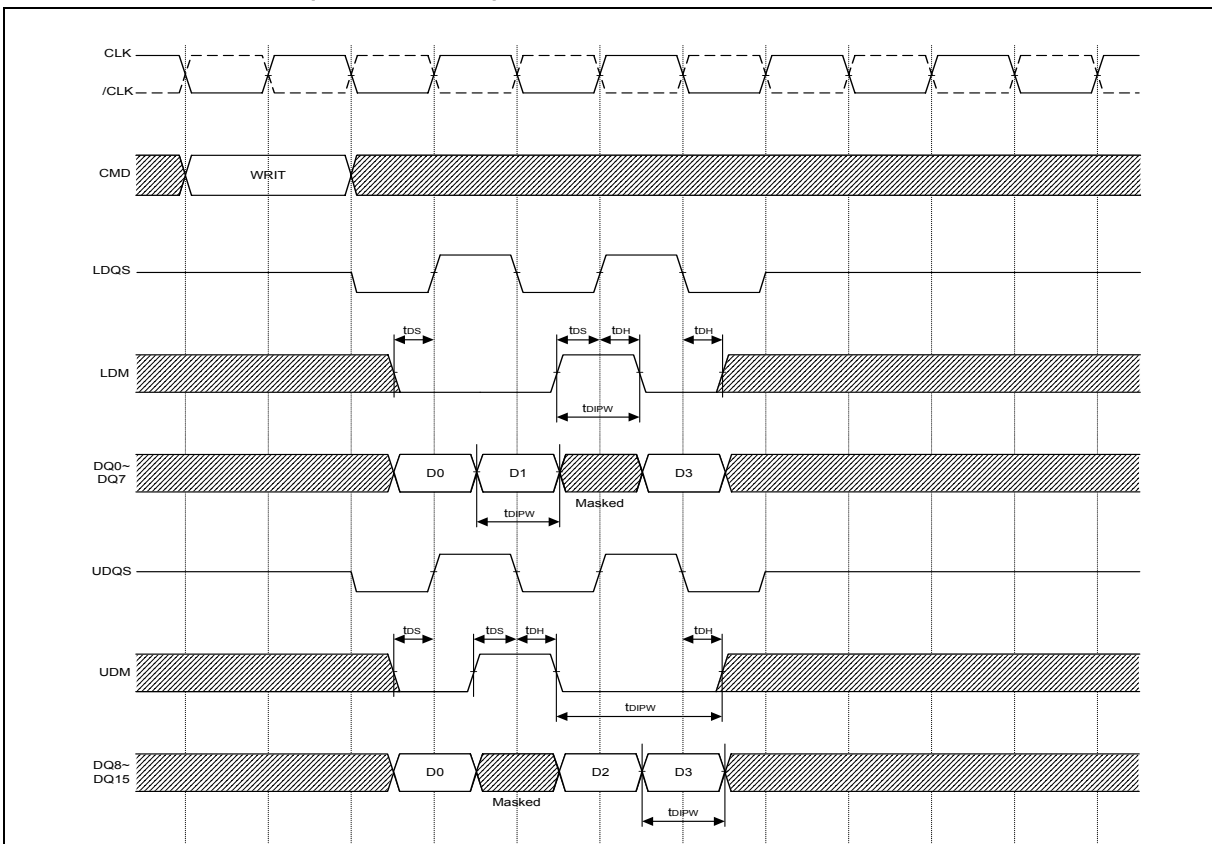 CLK
/CLK
CMD
WRIT
LDQS
tDS
tDS
tDH
tDH
LDM
tDIPW
DQ0~
DQ7
D0
D1
D3
Masked
tDIPW
UDQS
tDS
tDS
tDH
tDH
UDM
tDIPW
DQ8~
DQ15
D0
D2
D3
Masked
tDIPW